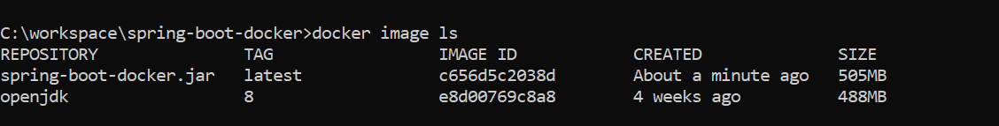 C:\workspace\spring-boot-docker>docker image ls
REPOSITORY TAG IMAGE ID CREATED SIZE
spring-boot-docker.jar latest c656d5c2038d About a minute ago 505MB
openjdk 8 e8d00769c8a8 4 weeks ago 488MB